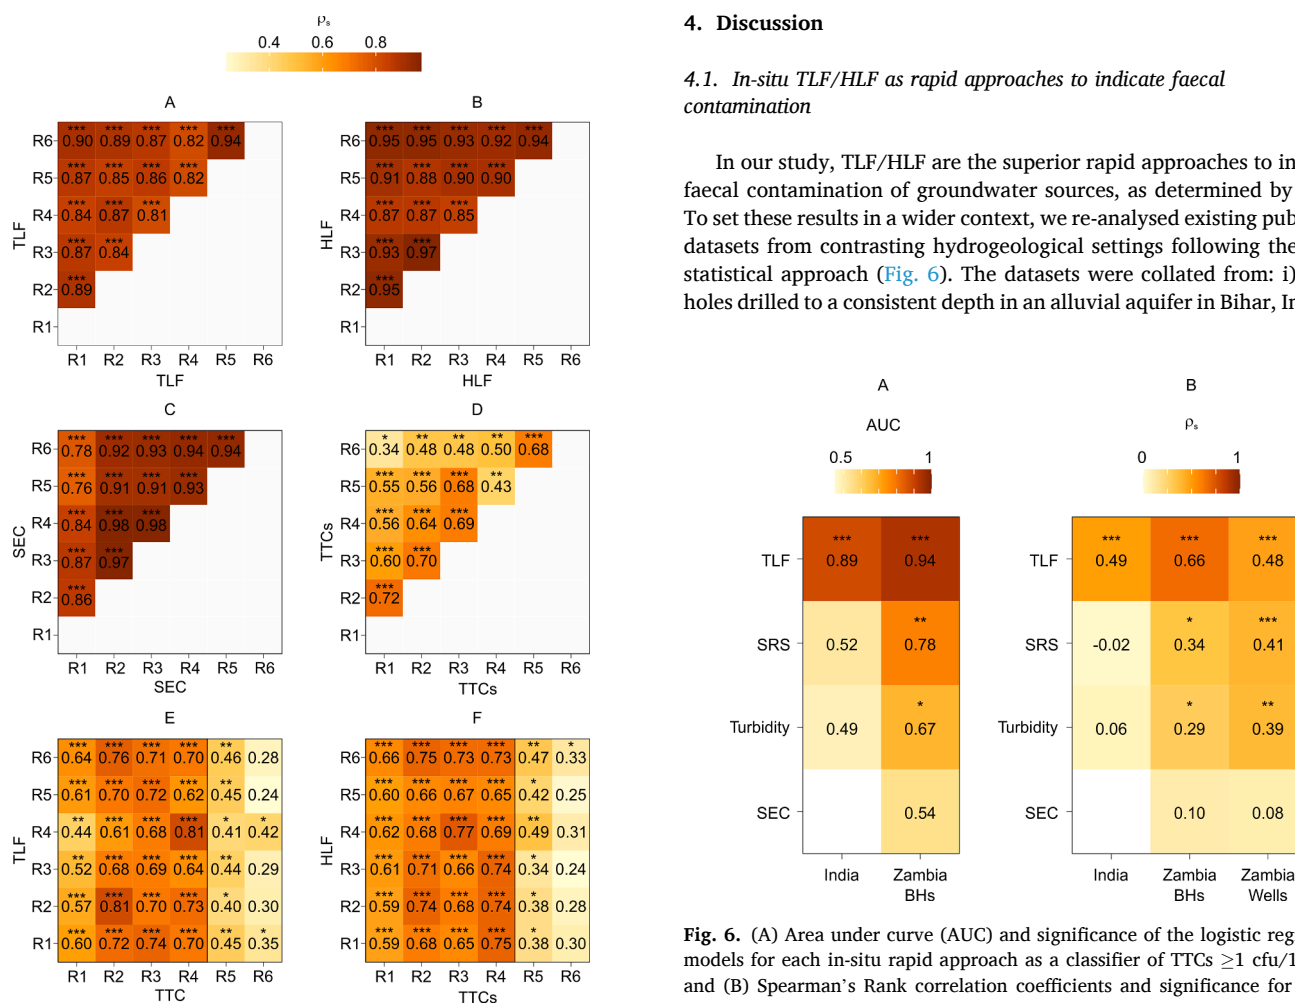 ρs
0.4 0.6 0.8
A
TLF
R6 *** 0.90 *** 0.89 *** 0.87 *** 0.82 *** 0.94
R5 *** 0.87 *** 0.85 *** 0.86 *** 0.82
R4 *** 0.84 *** 0.87 *** 0.81
R3 *** 0.87 *** 0.84
R2 *** 0.89
R1
R1 R2 R3 R4 R5 R6
TLF
B
HLF
R6 *** 0.95 *** 0.95 *** 0.93 *** 0.92 *** 0.94
R5 *** 0.91 *** 0.88 *** 0.90 *** 0.90
R4 *** 0.87 *** 0.87 *** 0.85
R3 *** 0.93 *** 0.97
R2 *** 0.95
R1
R1 R2 R3 R4 R5 R6
HLF
C
SEC
R6 *** 0.78 *** 0.92 *** 0.93 *** 0.94 *** 0.94
R5 *** 0.76 *** 0.91 *** 0.91 *** 0.93
R4 *** 0.84 *** 0.98 *** 0.98
R3 *** 0.87 *** 0.97
R2 *** 0.86
R1
R1 R2 R3 R4 R5 R6
SEC
D
TTCs
R6 * 0.34 ** 0.48 ** 0.48 ** 0.50 *** 0.68
R5 *** 0.55 *** 0.56 *** 0.68 ** 0.43
R4 *** 0.56 *** 0.64 *** 0.69
R3 *** 0.60 *** 0.70
R2 *** 0.72
R1
R1 R2 R3 R4 R5 R6
TTCs
E
TLF
R6 *** 0.64 *** 0.76 *** 0.71 *** 0.70 ** 0.46 0.28
R5 *** 0.61 *** 0.70 *** 0.72 *** 0.62 ** 0.45 0.24
R4 ** 0.44 *** 0.61 *** 0.68 *** 0.81 * 0.41 * 0.42
R3 ** 0.52 *** 0.68 *** 0.69 *** 0.64 ** 0.44 0.29
R2 *** 0.57 *** 0.81 *** 0.70 *** 0.73 * 0.40 0.30
R1 *** 0.60 *** 0.72 *** 0.74 *** 0.70 ** 0.45 * 0.35
R1 R2 R3 R4 R5 R6
TTC
F
HLF
R6 *** 0.66 *** 0.75 *** 0.73 *** 0.73 ** 0.47 * 0.33
R5 *** 0.60 *** 0.66 *** 0.67 *** 0.65 * 0.42 0.25
R4 *** 0.62 *** 0.68 *** 0.77 *** 0.69 ** 0.49 0.31
R3 *** 0.61 *** 0.71 *** 0.66 *** 0.74 * 0.34 0.24
R2 *** 0.59 *** 0.74 *** 0.68 *** 0.74 * 0.38 0.28
R1 *** 0.59 *** 0.68 *** 0.65 *** 0.75 * 0.38 0.30
R1 R2 R3 R4 R5 R6
TTCs
4. Discussion
4.1. In-situ TLF/HLF as rapid approaches to indicate faecal
contamination
In our study, TLF/HLF are the superior rapid approaches to in
faecal contamination of groundwater sources, as determined by
To set these results in a wider context, we re-analysed existing pub
datasets from contrasting hydrogeological settings following the
statistical approach (Fig. 6). The datasets were collated from: i)
holes drilled to a consistent depth in an alluvial aquifer in Bihar, In
A
AUC
0.5 1
TLF *** 0.89 *** 0.94
SRS 0.52 ** 0.78
Turbidity 0.49 * 0.67
SEC 0.54
India Zambia
BHs
B
ρs
0 1
TLF *** 0.49 *** 0.66 *** 0.48
SRS -0.02 * 0.34 *** 0.41
Turbidity 0.06 * 0.29 ** 0.39
SEC 0.10 0.08
India Zambia Zambia
BHs Wells
Fig. 6. (A) Area under curve (AUC) and significance of the logistic reg
models for each in-situ rapid approach as a classifier of TTCs ≥1 cfu/1
and (B) Spearman's Rank correlation coefficients and significance for